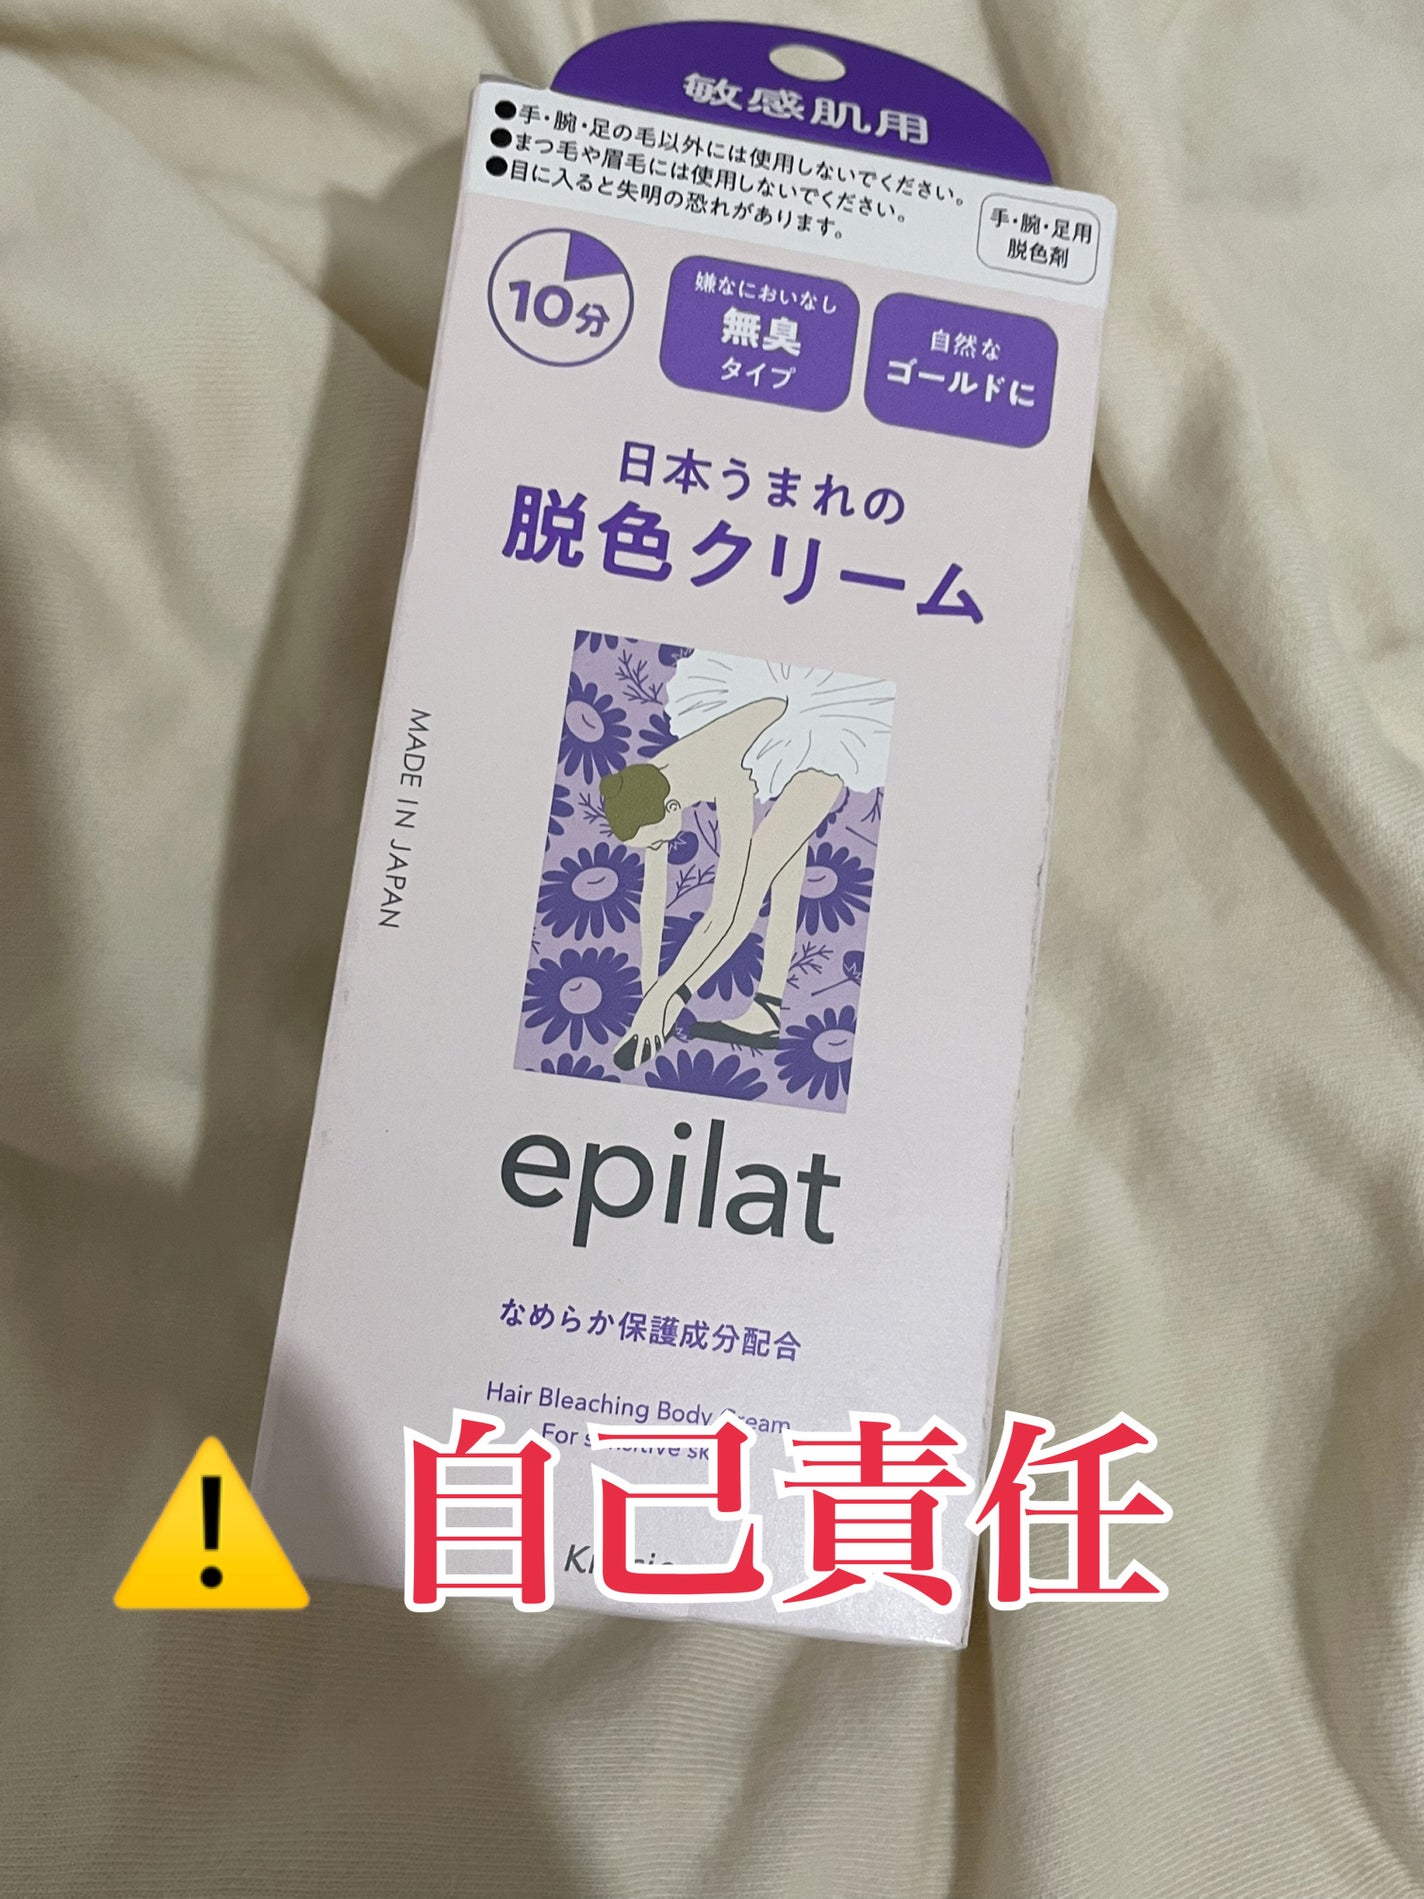 敏感肌用
●手・腕・足の毛以外には使用しないでください。
●まつ毛や眉毛には使用しないでください。
●目に入ると失明の恐れがあります。
手・腕・足用
脱色剤
10分
嫌なにおいなし
無臭
タイプ
自然な
ゴールドに
日本うまれの
脱色クリーム
MADE IN JAPAN
epilat
なめらか保護成分配合
Hair Bleaching Body Cream
For sensitive
⚠️自己責任